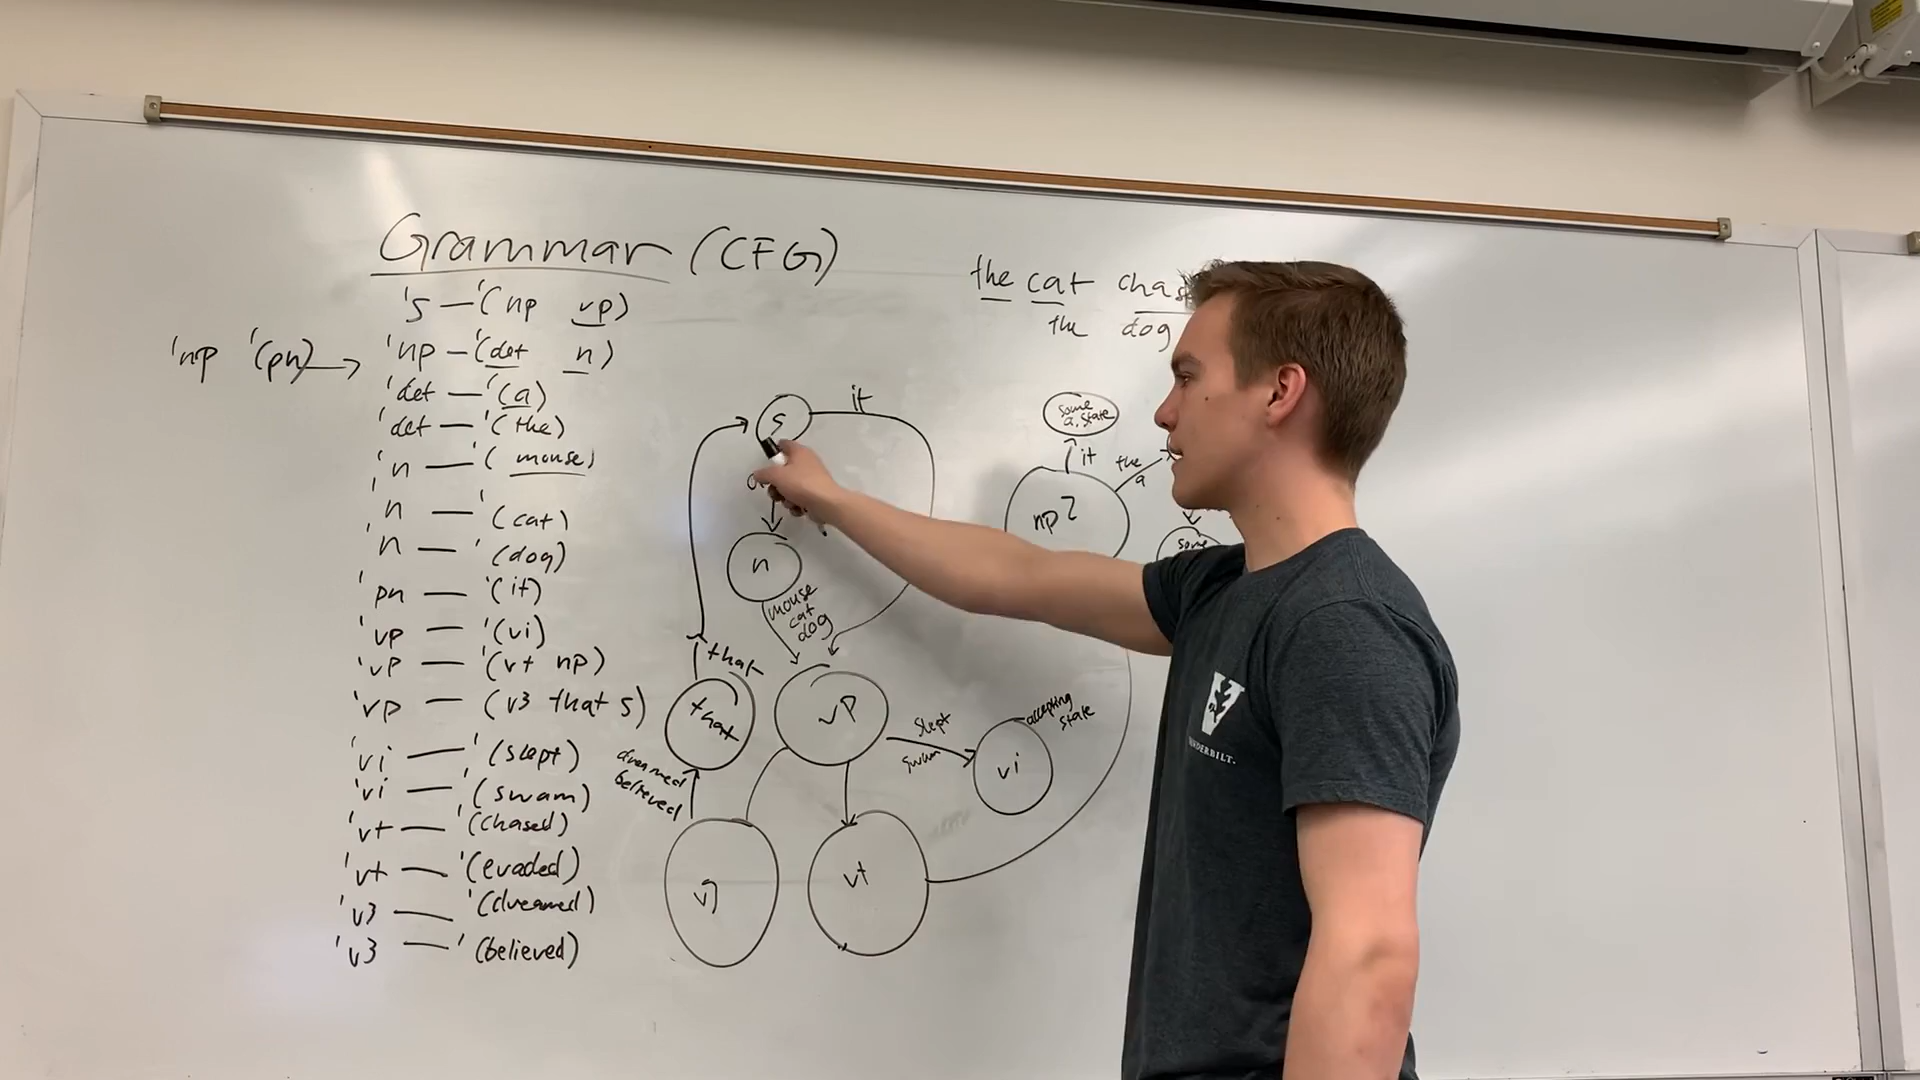 Grammar (CFG)
's — '(np vp)
'np '(pn) → 'np — '(det n)
'det — '(a)
'det — '(the)
'n — '(mouse)
'n — '(cat)
'n — '(dog)
'pn — '(it)
'vp — '(vi)
'vp — '(vt np)
'vp — (v3 that s)
'vi — '(slept)
'vi — '(swam)
'vt — '(chased)
'vt — '(evaded)
'v3 — '(dreamed)
'v3 — '(believed)
the cat
the dog
s
it
n
mouse
cat
dog
that
that
vp
dreamed
believed
slept
swam
vi
accepting
state
vt
some
a. state
it
the
a
np2
some
VANDERBILT.